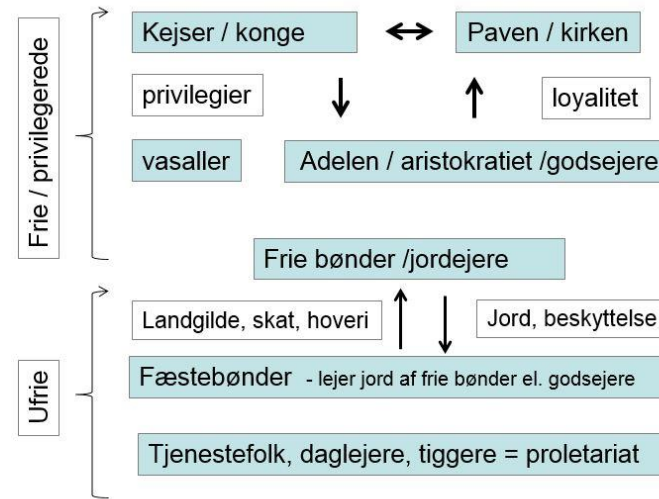 Frie / privilegerede
Kejser / konge
Paven / kirken
privilegier
loyalitet
vasaller
Adelen / aristokratiet /godsejere
Frie bønder /jordejere
Ufrie
Landgilde, skat, hoveri
Jord, beskyttelse
Fæstebønder - lejer jord af frie bønder el. godsejere
Tjenestefolk, daglejere, tiggere = proletariat